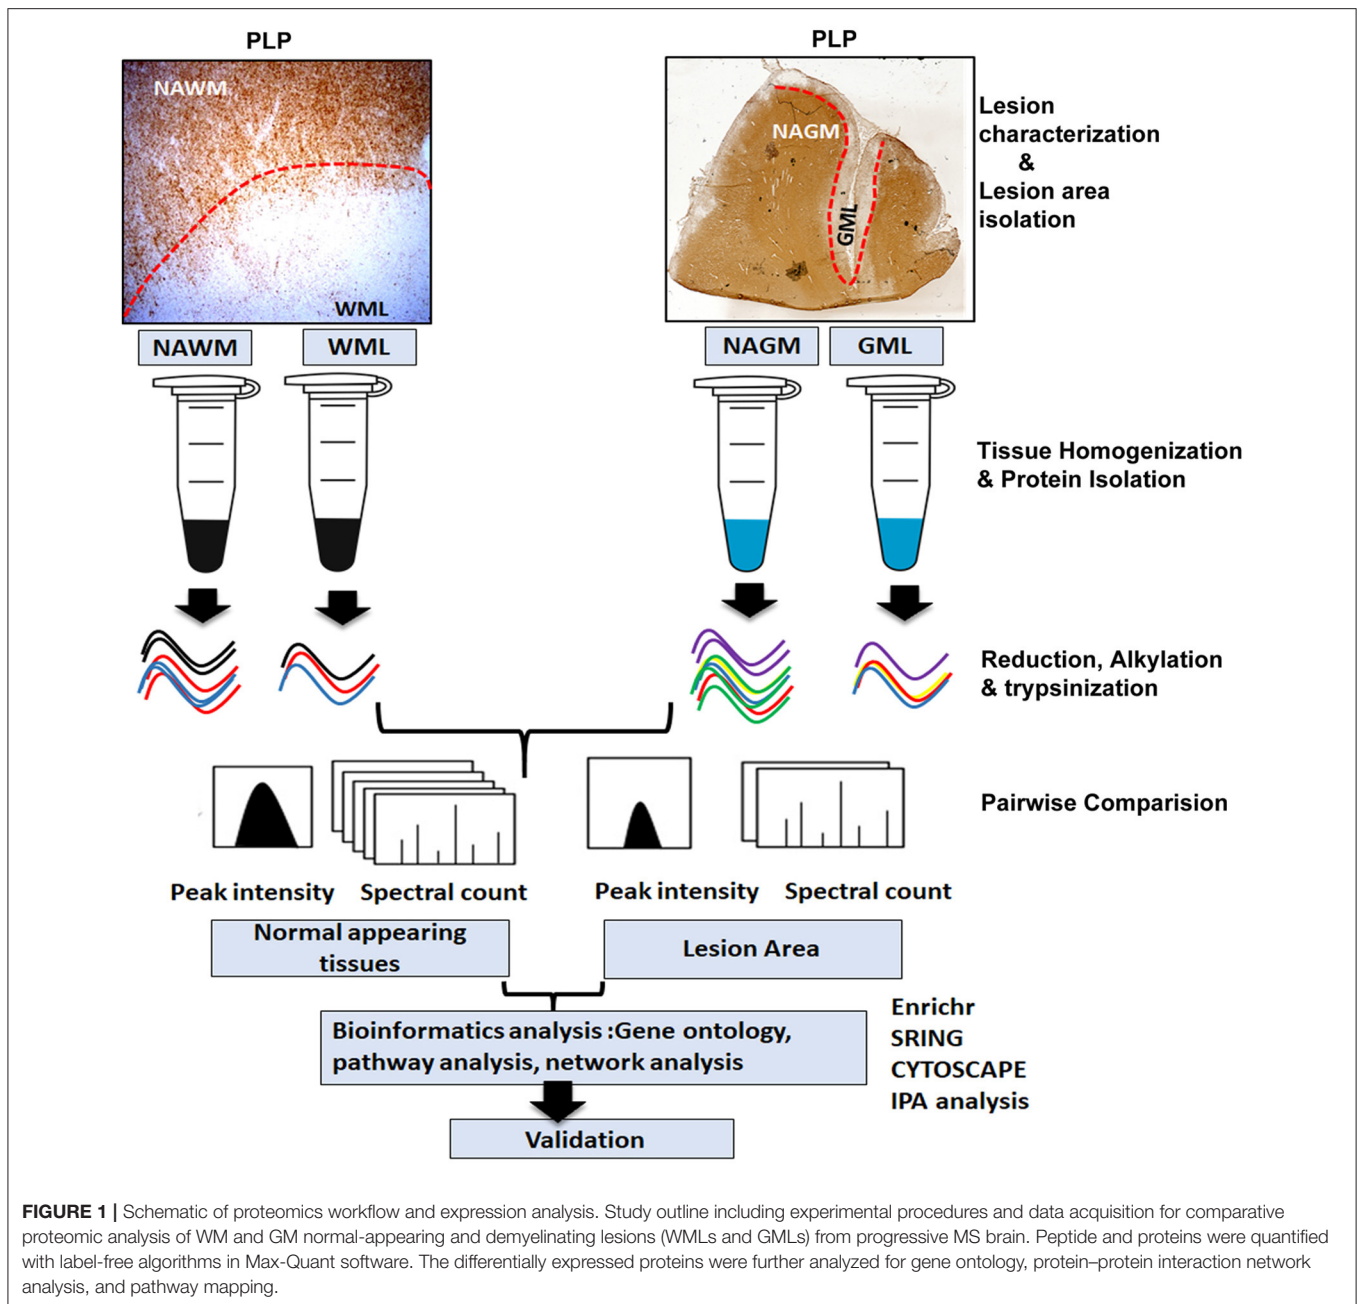 PLP
PLP
NAWM
WML
NAGM
GML
Lesion
characterization
&
Lesion area
isolation
NAWM
WML
NAGM
GML
Tissue Homogenization
& Protein Isolation
Reduction, Alkylation
& trypsinization
Pairwise Comparision
Peak intensity
Spectral count
Peak intensity
Spectral count
Normal appearing
tissues
Lesion Area
Bioinformatics analysis :Gene ontology,
pathway analysis, network analysis
Enrichr
SRING
CYTOSCAPE
IPA analysis
Validation
FIGURE 1 | Schematic of proteomics workflow and expression analysis. Study outline including experimental procedures and data acquisition for comparative
proteomic analysis of WM and GM normal-appearing and demyelinating lesions (WMLs and GMLs) from progressive MS brain. Peptide and proteins were quantified
with label-free algorithms in Max-Quant software. The differentially expressed proteins were further analyzed for gene ontology, protein–protein interaction network
analysis, and pathway mapping.